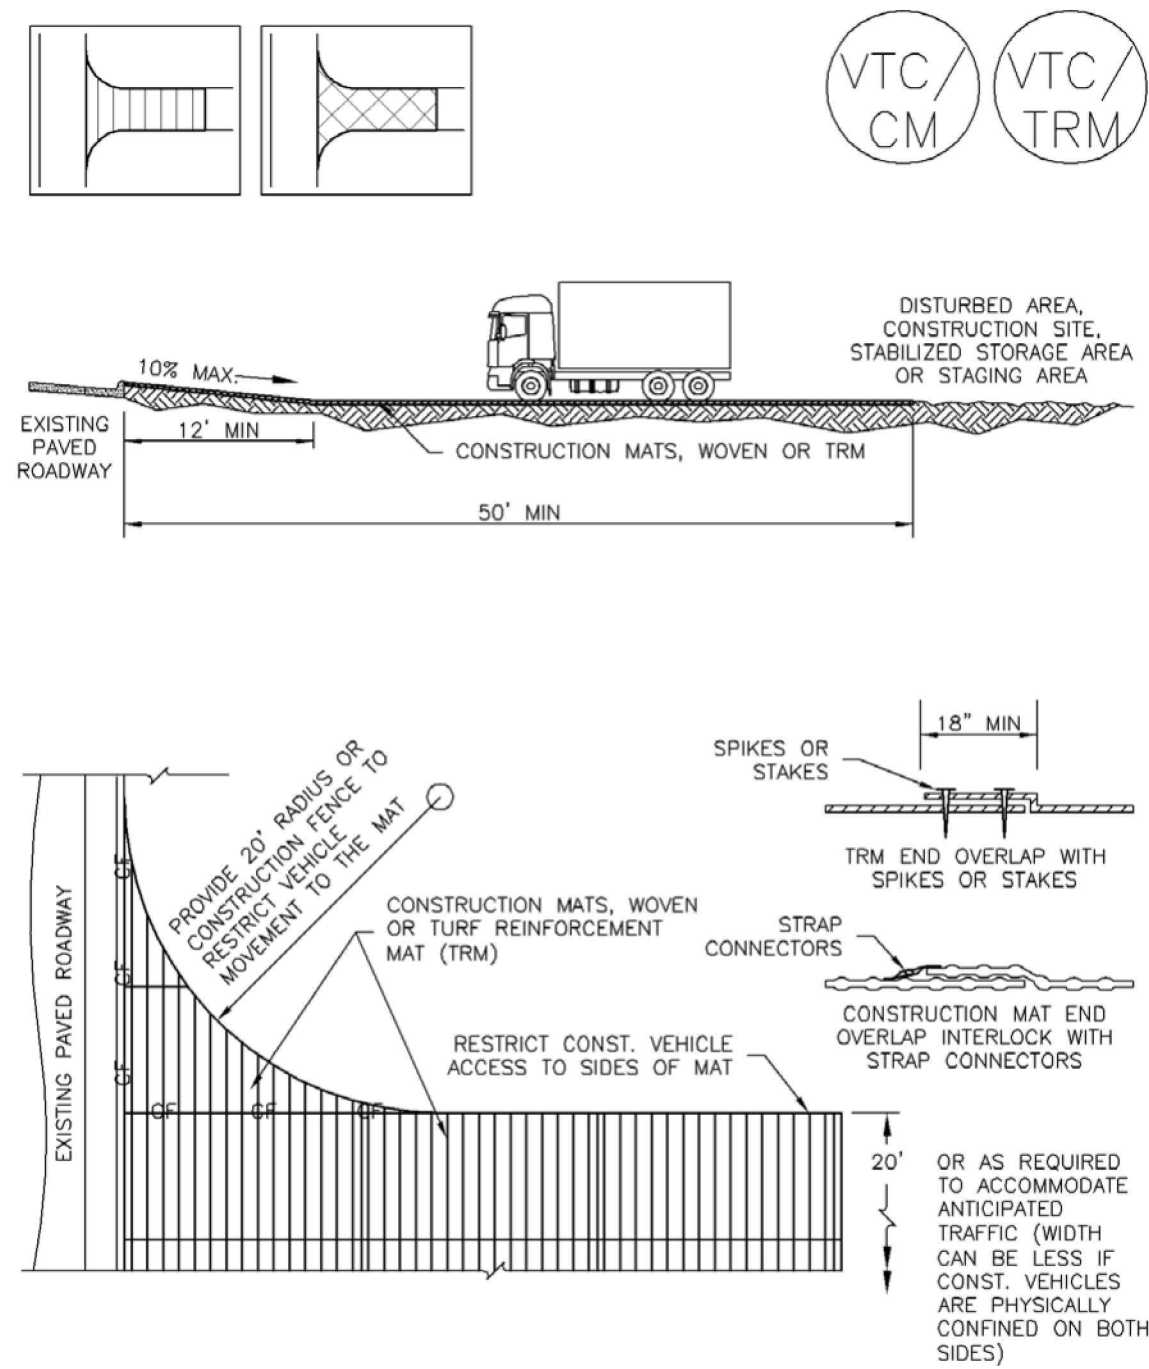 VTC/
CM
VTC/
TRM
DISTURBED AREA,
CONSTRUCTION SITE,
STABILIZED STORAGE AREA
OR STAGING AREA
10% MAX.
EXISTING
PAVED
ROADWAY
12' MIN
CONSTRUCTION MATS, WOVEN OR TRM
50' MIN
18" MIN
SPIKES OR
STAKES
TRM END OVERLAP WITH
SPIKES OR STAKES
STRAP
CONNECTORS
CONSTRUCTION MAT END
OVERLAP INTERLOCK WITH
STRAP CONNECTORS
PROVIDE 20' RADIUS OR
CONSTRUCTION FENCE TO
RESTRICT VEHICLE
MOVEMENT TO THE MAT
CONSTRUCTION MATS, WOVEN
OR TURF REINFORCEMENT
MAT (TRM)
RESTRICT CONST. VEHICLE
ACCESS TO SIDES OF MAT
EXISTING PAVED ROADWAY
CF
CF
CF
CF
CF
CF
20'
OR AS REQUIRED
TO ACCOMMODATE
ANTICIPATED
TRAFFIC (WIDTH
CAN BE LESS IF
CONST. VEHICLES
ARE PHYSICALLY
CONFINED ON BOTH
SIDES)